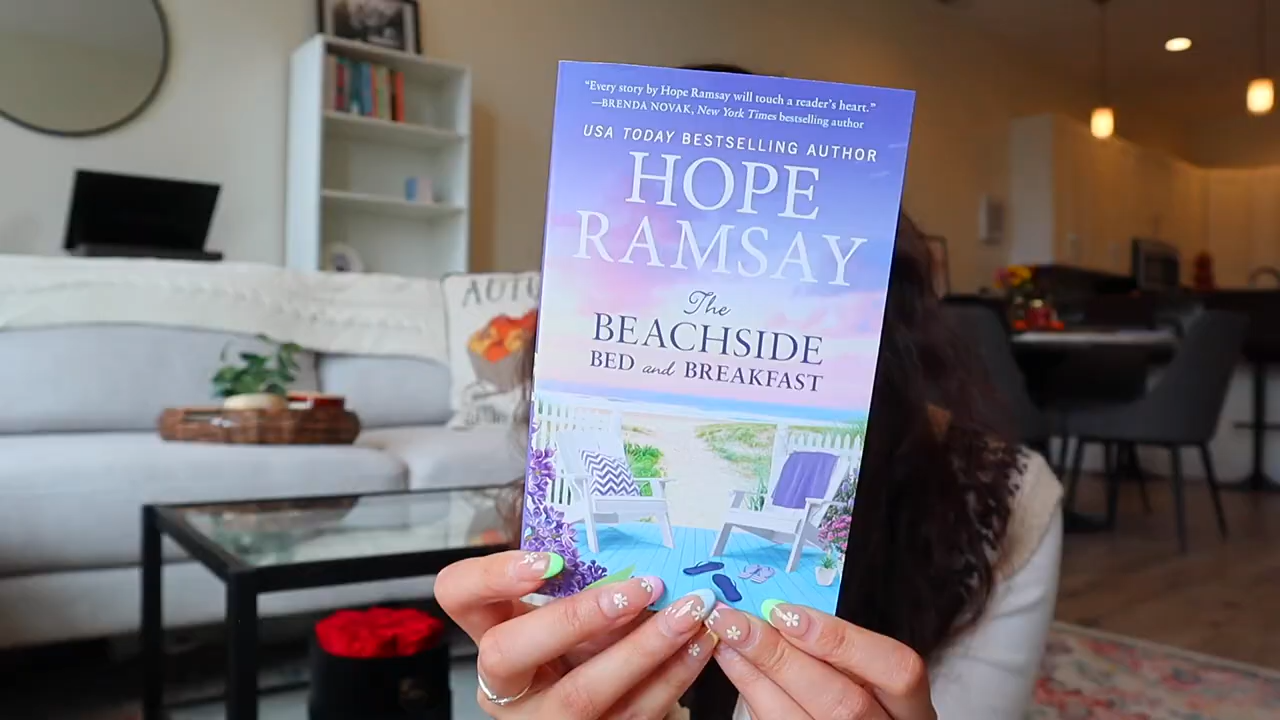 "Every story by Hope Ramsay will touch a reader's heart."
—BRENDA NOVAK, New York Times bestselling author
USA TODAY BESTSELLING AUTHOR
HOPE
RAMSAY
The
BEACHSIDE
BED and BREAKFAST